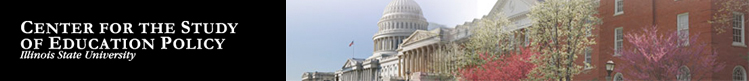 CENTER FOR THE STUDY
OF EDUCATION POLICY
Illinois State University